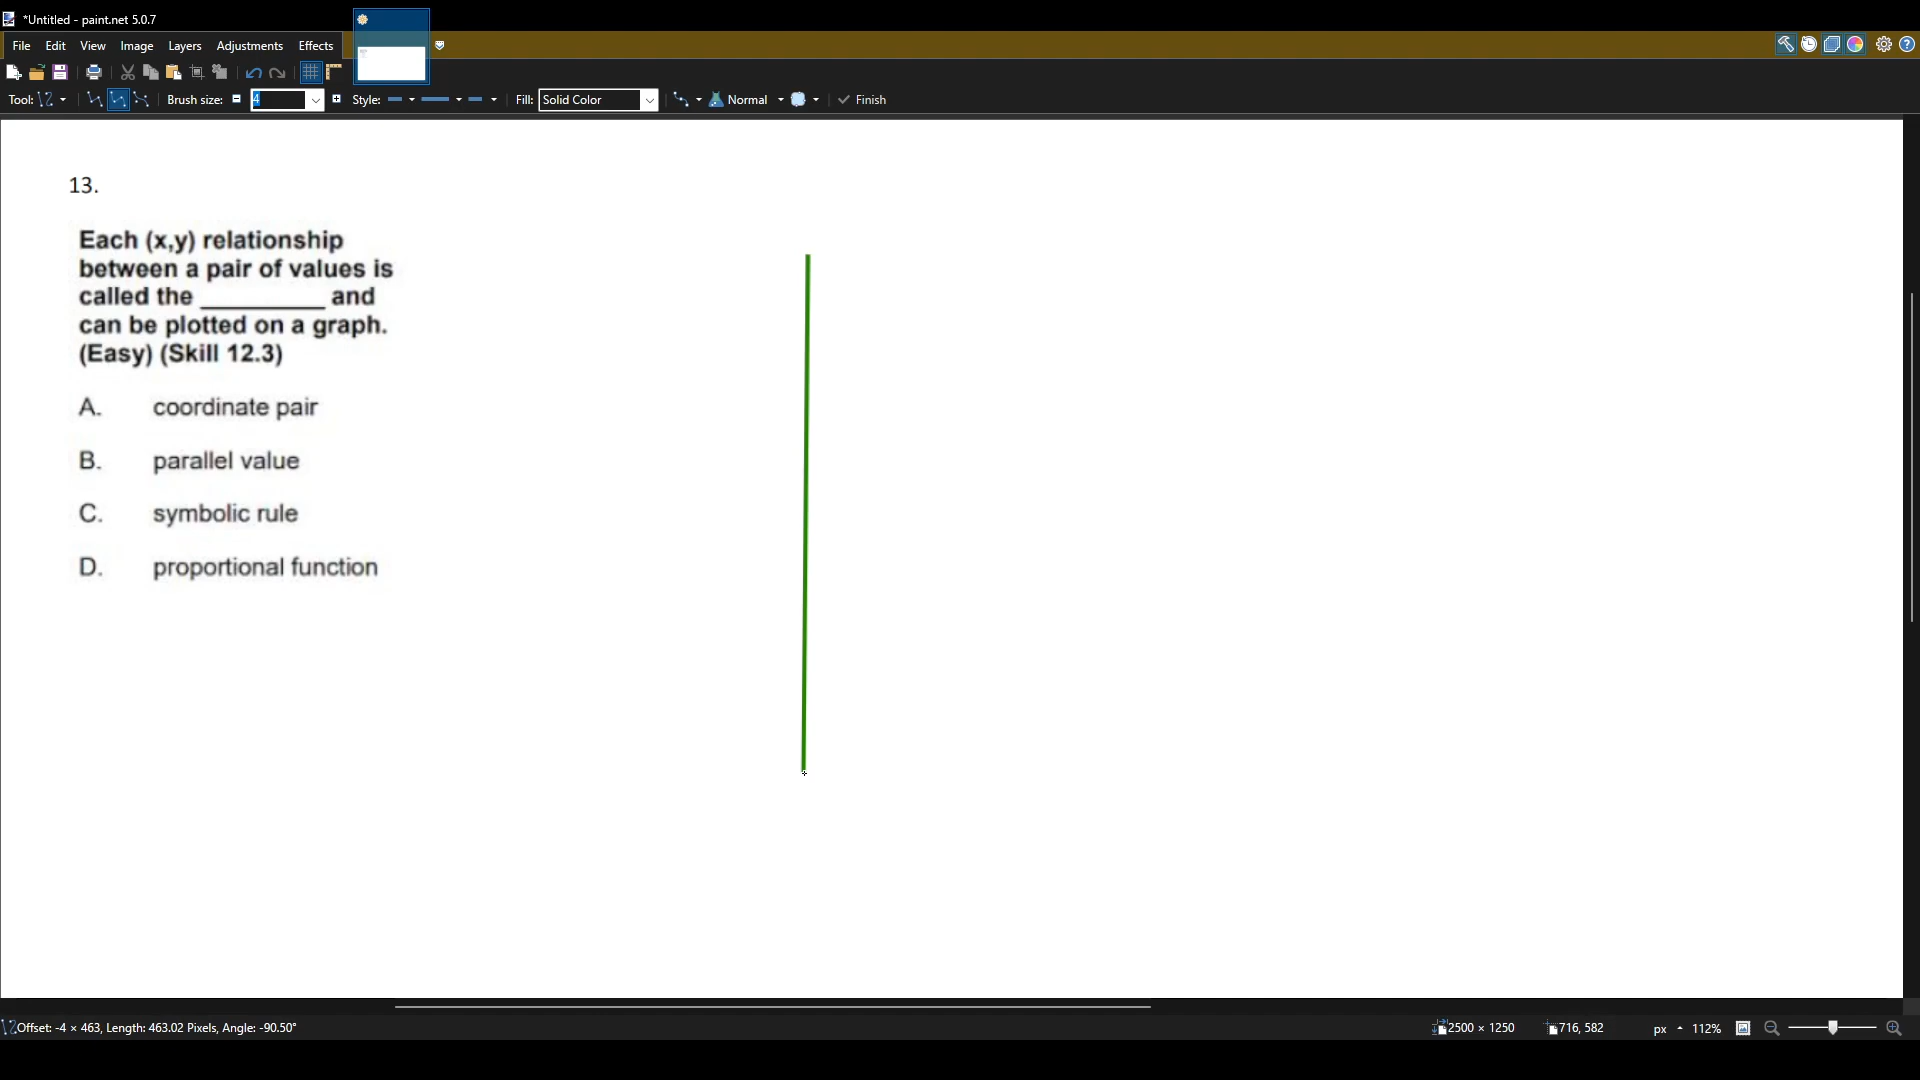 *Untitled - paint.net 5.0.7
File Edit View Image Layers Adjustments Effects
Tool: Brush size: 4 Style: Fill: Solid Color Normal Finish
13.
Each (x,y) relationship
between a pair of values is
called the _________ and
can be plotted on a graph.
(Easy) (Skill 12.3)
A. coordinate pair
B. parallel value
C. symbolic rule
D. proportional function
Offset: -4 × 463, Length: 463.02 Pixels, Angle: -90.50° 2500 × 1250 716, 582 px 112%